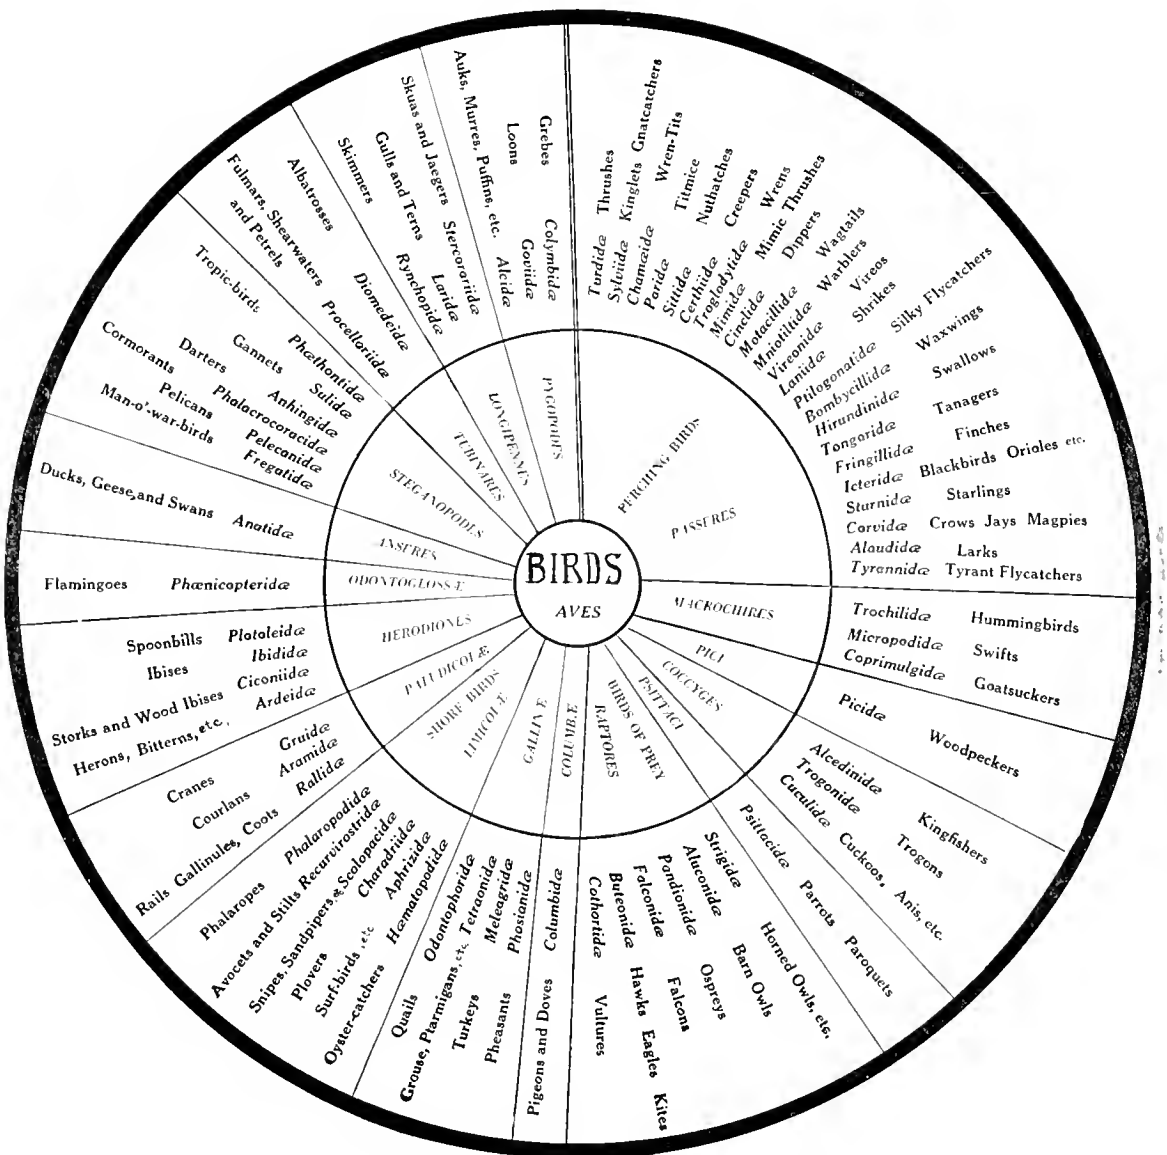 BIRDS
AVES
PERCHING BIRDS
PASSERES
Turdidæ Thrushes
Sylviidæ Kinglets Gnatcatchers
Chamæidæ Wren-Tits
Paridæ Titmice
Sittidæ Nuthatches
Certhiidæ Creepers
Troglodytidæ Wrens
Mimidæ Mimic Thrushes
Cinclidæ Dippers
Motacillidæ Wagtails
Mniotiltidæ Warblers
Vireonidæ Vireos
Laniidæ Shrikes
Ptilogonatidæ Silky Flycatchers
Bombycillidæ Waxwings
Hirundinidæ Swallows
Tangaridæ Tanagers
Fringillidæ Finches
Icteridæ Blackbirds Orioles etc.
Sturnidæ Starlings
Corvidæ Crows Jays Magpies
Alaudidæ Larks
Tyrannidæ Tyrant Flycatchers
MACROCHIRES
Trochilidæ Hummingbirds
Micropodidæ Swifts
Coprimulgidæ Goatsuckers
PICI
Picidæ Woodpeckers
COCCYGES
Alcedinidæ Kingfishers
Trogonidæ Trogons
Cuculidæ Cuckoos, Anis, etc.
PSITTACI
Psittacidæ Parrots Paroquets
BIRDS OF PREY
RAPTORES
Strigidæ Horned Owls, etc.
Aluconidæ Barn Owls
Pandionidæ Ospreys
Falconidæ Falcons
Buteonidæ Hawks Eagles Kites
Cathartidæ Vultures
COLUMBÆ
Columbidæ Pigeons and Doves
GALLINÆ
Phasianidæ Pheasants
Meleagridæ Turkeys
Tetraonidæ Grouse, Ptarmigans, etc.
Odontophoridæ Quails
SHORE BIRDS
LIMICOLÆ
Oyster-catchers Hæmatopodidæ
Surf-birds, etc Aphrizidæ
Plovers Charadriidæ
Snipes, Sandpipers, etc Scolopacidæ
Avocets and Stilts Recurvirostridæ
Phalaropes Phalaropodidæ
PALUDICOLÆ
Rails Gallinules, Coots Rallidæ
Courlans Aramidæ
Cranes Gruidæ
HERODIONES
Herons, Bitterns, etc. Ardeidæ
Storks and Wood Ibises Ciconiidæ
Ibises Ibididæ
Spoonbills Plataleidæ
ODONTOGLOSSÆ
Flamingoes Phœnicopteridæ
ANSERES
Ducks, Geese, and Swans Anatidæ
STEGANOPODES
Man-o'-war-birds Fregatidæ
Pelicans Pelecanidæ
Cormorants Phalacrocoracidæ
Darters Anhingidæ
Gannets Sulidæ
Tropic-birds Phæthontidæ
TUBINARES
Fulmars, Shearwaters
and Petrels Procellariidæ
Albatrosses Diomedeidæ
LONGIPENNES
Skimmers Rynchopidæ
Gulls and Terns Laridæ
Skuas and Jaegers Stercorariidæ
PYGOPODES
Auks, Murres, Puffins, etc. Alcidæ
Loons Gaviidæ
Grebes Colymbidæ